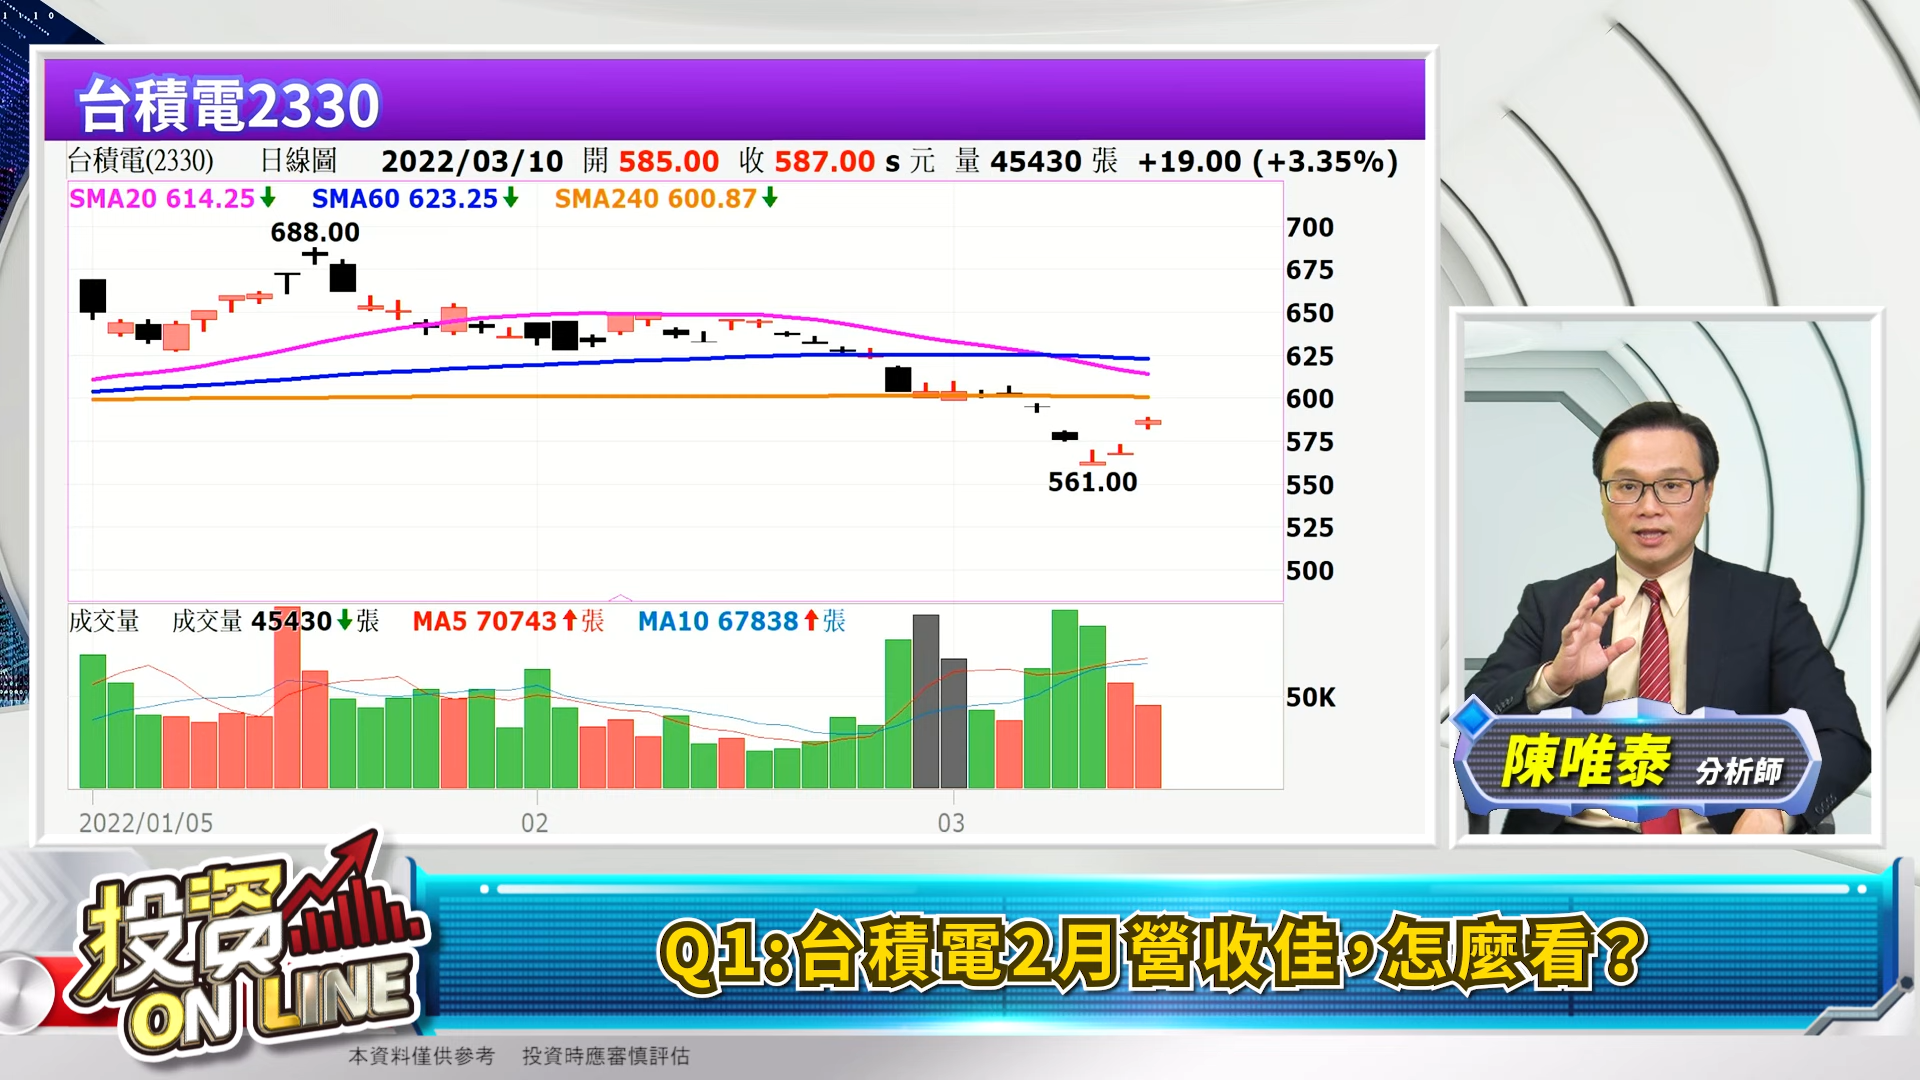 台積電2330
台積電(2330) 日線圖 2022/03/10 開 585.00 收 587.00 s 元 量 45430 張 +19.00 (+3.35%)
SMA20 614.25↓ SMA60 623.25↓ SMA240 600.87↓
688.00
700
675
650
625
600
575
561.00
550
525
500
成交量 成交量 45430↓張 MA5 70743↑張 MA10 67838↑張
50K
2022/01/05 02 03
陳唯泰 分析師
投資
ON LINE
Q1:台積電2月營收佳,怎麼看?
本資料僅供參考 投資時應審慎評估